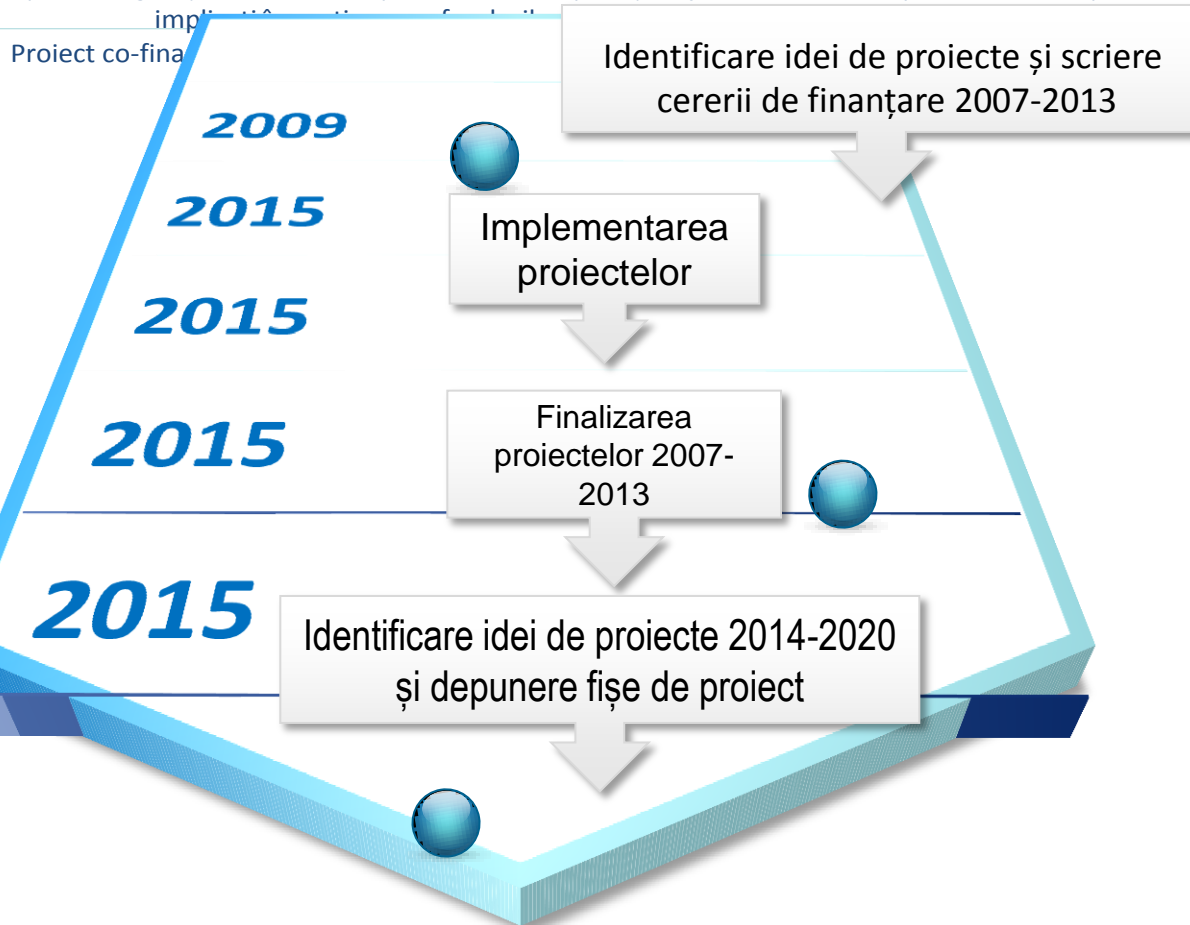 Proiect co-fina
Identificare idei de proiecte și scriere
cererii de finanțare 2007-2013
2009
2015
Implementarea
proiectelor
2015
2015
Finalizarea
proiectelor 2007-
2013
2015
Identificare idei de proiecte 2014-2020
și depunere fișe de proiect